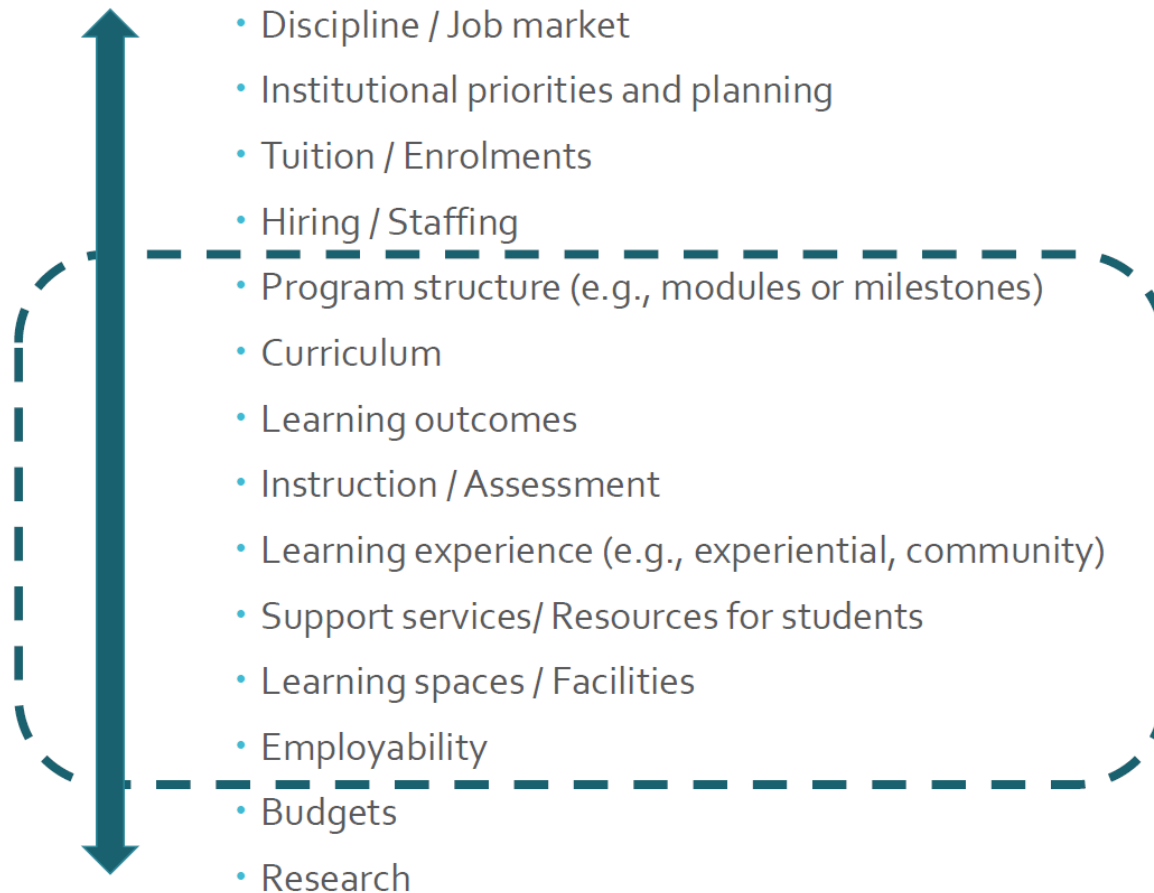 • Discipline / Job market
• Institutional priorities and planning
• Tuition / Enrolments
• Hiring / Staffing
• Program structure (e.g., modules or milestones)
• Curriculum
• Learning outcomes
• Instruction / Assessment
• Learning experience (e.g., experiential, community)
• Support services/ Resources for students
• Learning spaces / Facilities
• Employability
• Budgets
• Research